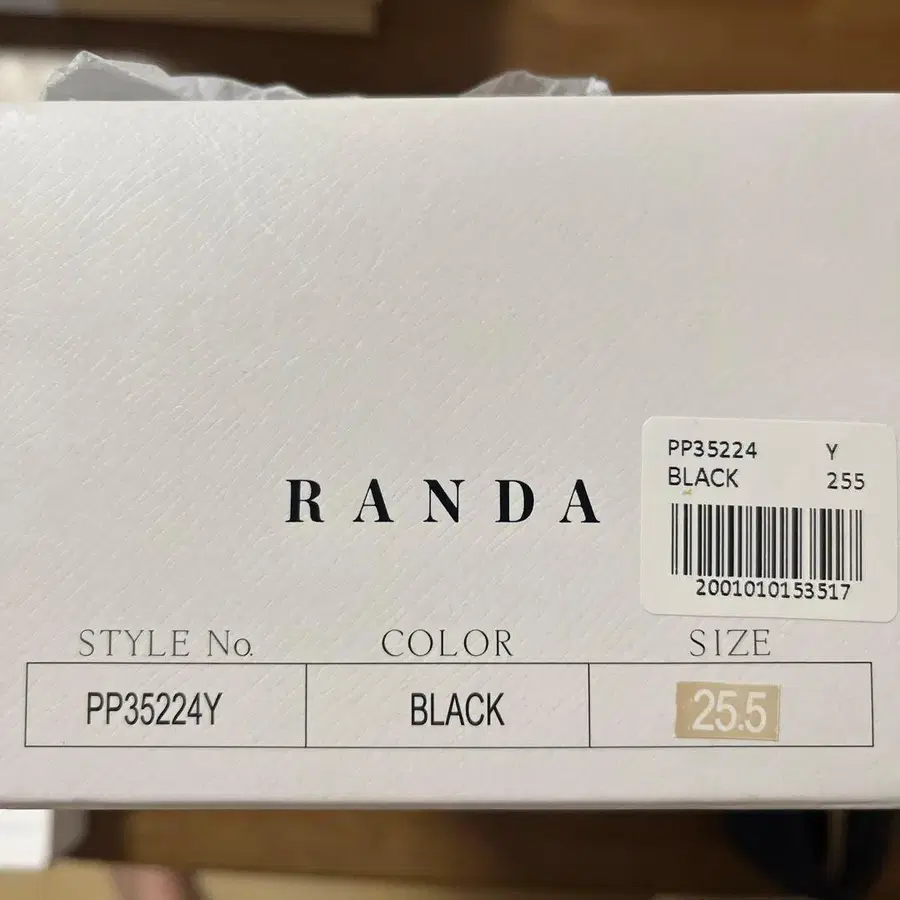 RANDA
PP35224 Y
BLACK 255
2001010153517
STYLE No. COLOR SIZE
PP35224Y BLACK 25.5